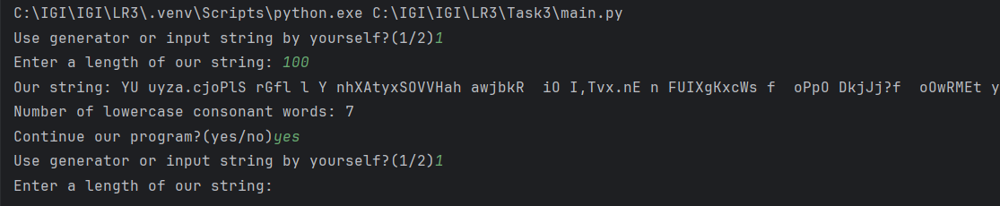 C:\IGI\IGI\LR3\.venv\Scripts\python.exe C:\IGI\IGI\LR3\Task3\main.py
Use generator or input string by yourself?(1/2)1
Enter a length of our string: 100
Our string: YU uyza.cjoPlS rGfl l Y nhXAtyxSOVVHah awjbkR  iO I,Tvx.nE n FUIXgKxcWs f  oPpO DkjJj?f  oOwRMEt y
Number of lowercase consonant words: 7
Continue our program?(yes/no)yes
Use generator or input string by yourself?(1/2)1
Enter a length of our string: